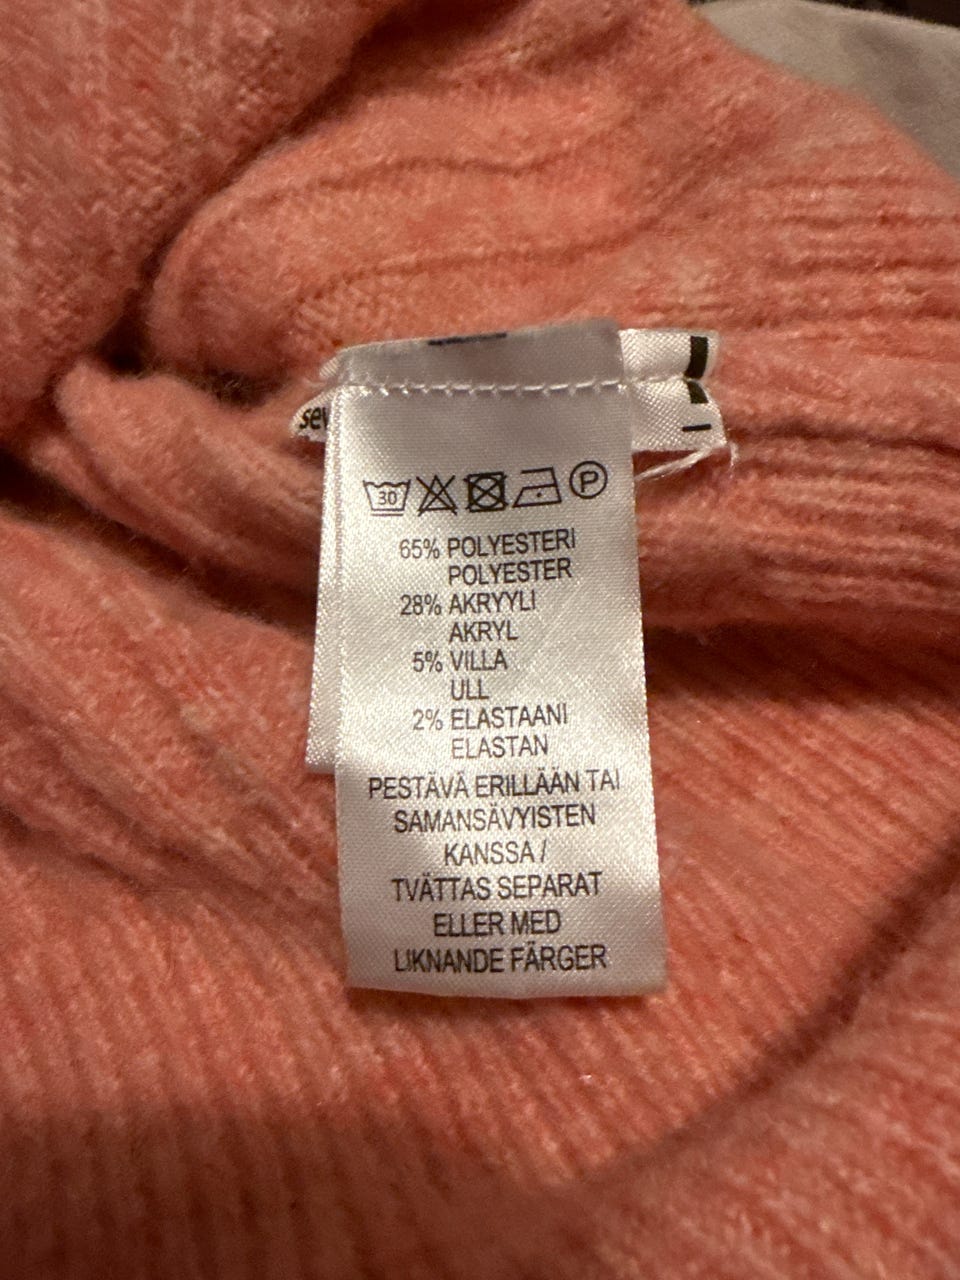 30 P
65% POLYESTERI
POLYESTER
28% AKRYYLI
AKRYL
5% VILLA
ULL
2% ELASTAANI
ELASTAN
PESTÄVÄ ERILLÄÄN TAI
SAMANSÄVYISTEN
KANSSA /
TVÄTTAS SEPARAT
ELLER MED
LIKNANDE FÄRGER